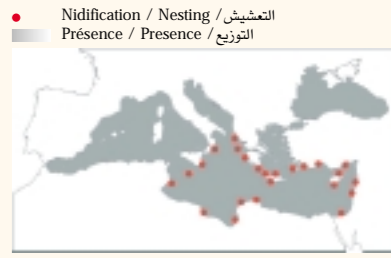 Nidification / Nesting / التعشيش
Présence / Presence / التوزيع